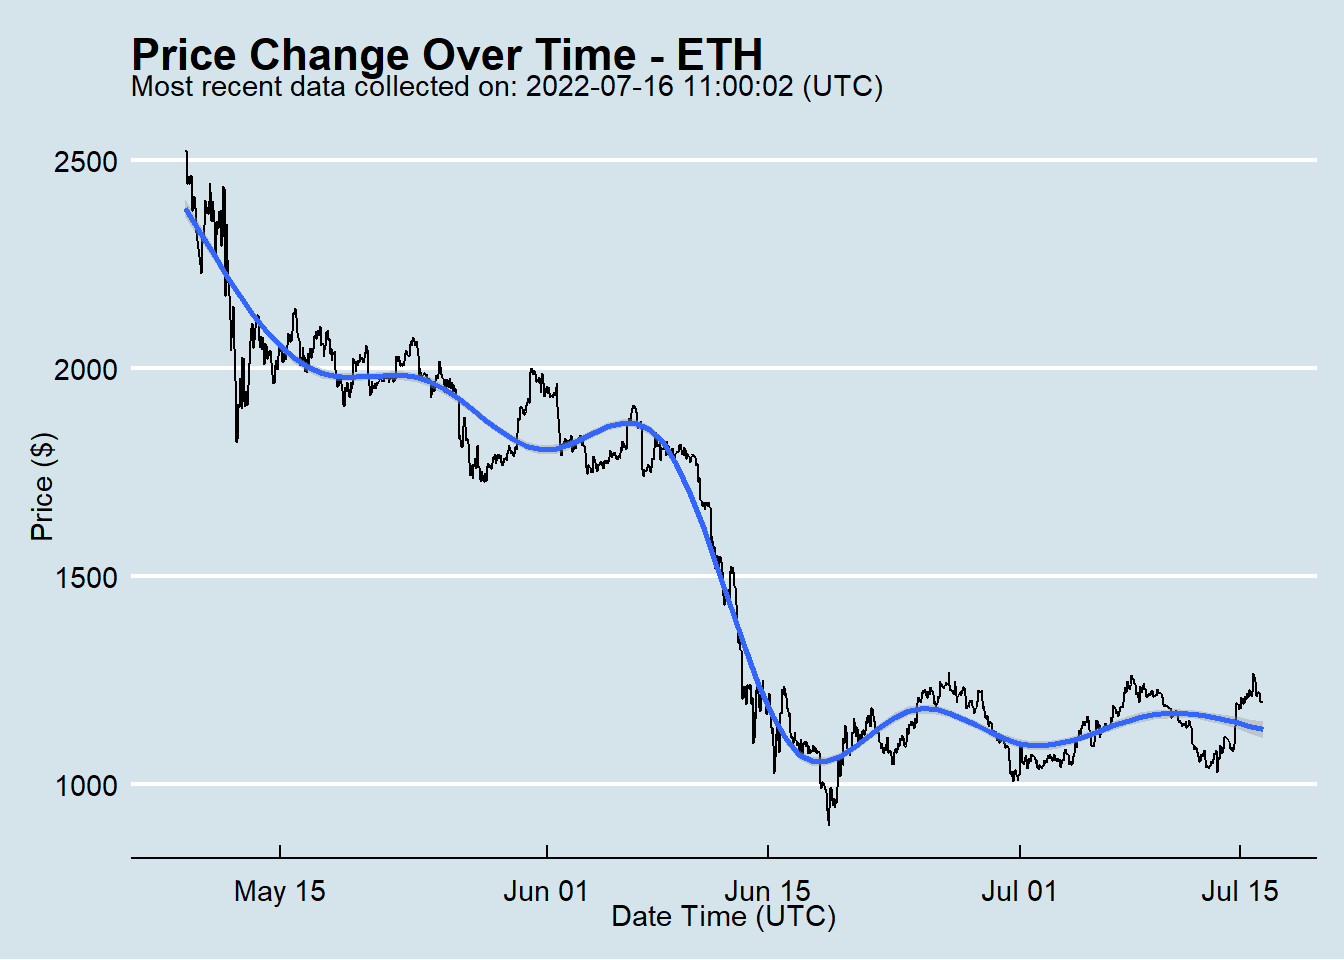 Price Change Over Time - ETH
Most recent data collected on: 2022-07-16 11:00:02 (UTC)
2500
2000
1500
1000
Price ($)
May 15
Jun 01
Jun 15
Jul 01
Jul 15
Date Time (UTC)